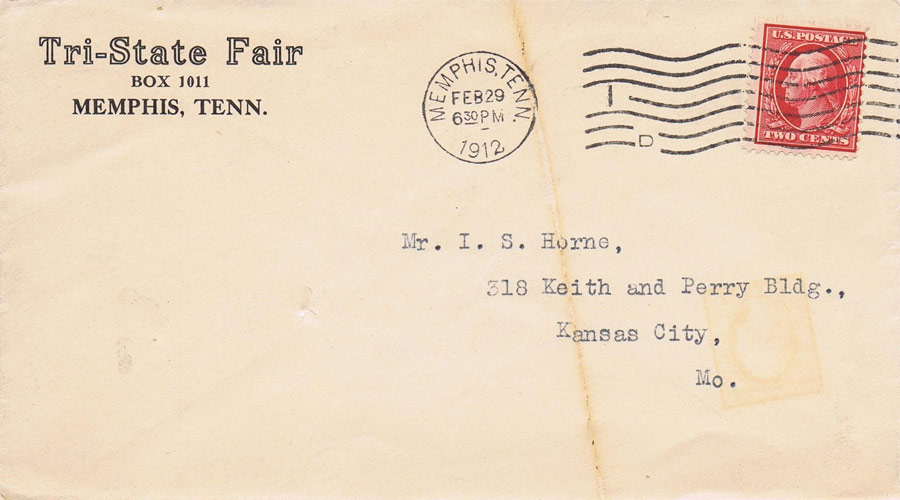 Tri-State Fair
BOX 1011
MEMPHIS, TENN.
MEMPHIS, TENN.
FEB 29
6 30 PM
1912
I
D
U.S. POSTAGE
TWO CENTS
Mr. I. S. Horne,
318 Keith and Perry Bldg.,
Kansas City,
Mo.